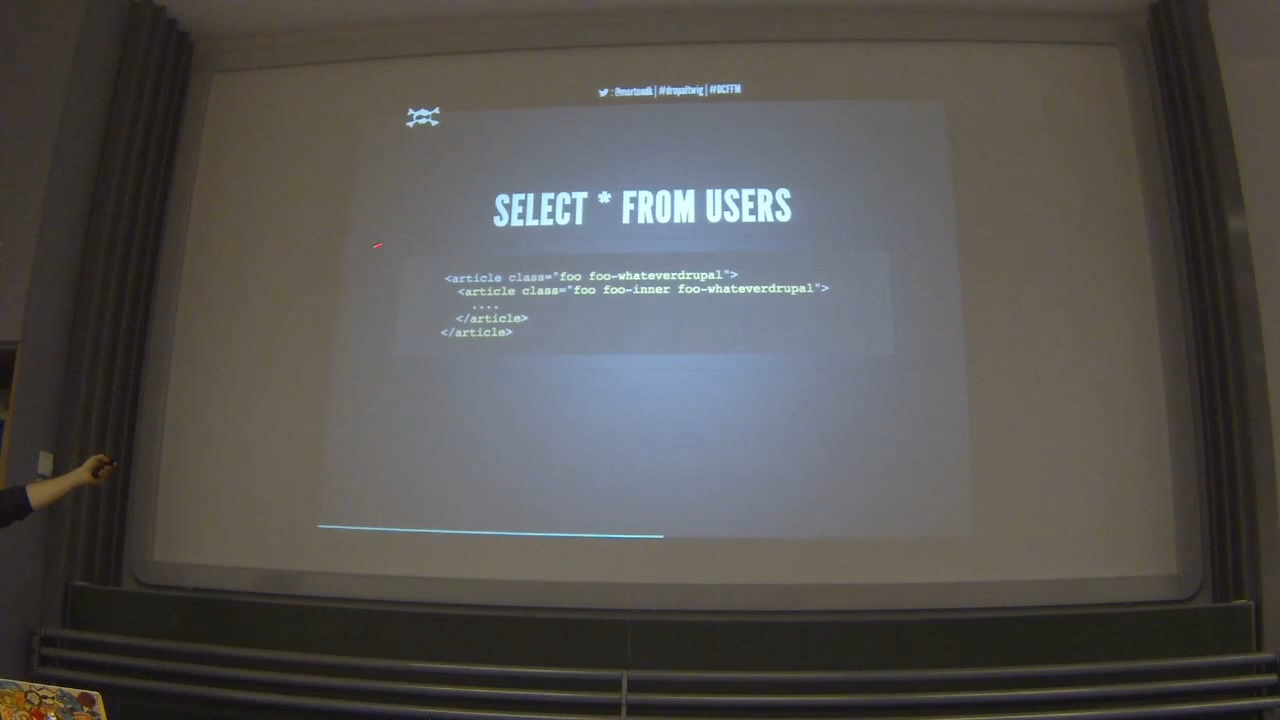 : @mortendk | #drupaltwig | #DCFFM
SELECT * FROM USERS
<article class="foo foo-whateverdrupal">
<article class="foo foo-inner foo-whateverdrupal">
....
</article>
</article>